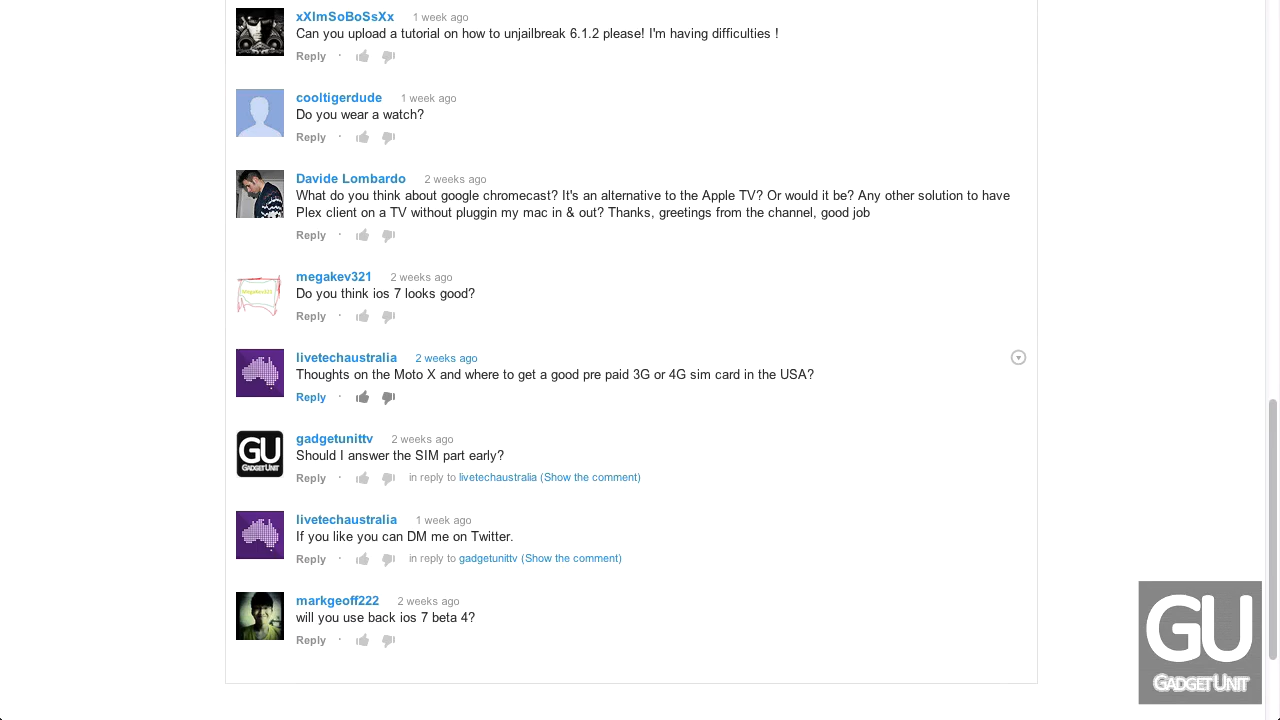 xXImSoBoSsXx 1 week ago
Can you upload a tutorial on how to unjailbreak 6.1.2 please! I'm having difficulties !
Reply ·
cooltigerdude 1 week ago
Do you wear a watch?
Reply ·
Davide Lombardo 2 weeks ago
What do you think about google chromecast? It's an alternative to the Apple TV? Or would it be? Any other solution to have
Plex client on a TV without pluggin my mac in & out? Thanks, greetings from the channel, good job
Reply ·
megakev321 2 weeks ago
Megakev321
Do you think ios 7 looks good?
Reply ·
livetechaustralia 2 weeks ago
Thoughts on the Moto X and where to get a good pre paid 3G or 4G sim card in the USA?
Reply ·
GU
GADGETUNIT
gadgetunittv 2 weeks ago
Should I answer the SIM part early?
Reply · in reply to livetechaustralia (Show the comment)
livetechaustralia 1 week ago
If you like you can DM me on Twitter.
Reply · in reply to gadgetunittv (Show the comment)
markgeoff222 2 weeks ago
will you use back ios 7 beta 4?
Reply ·
GU
GADGETUNIT